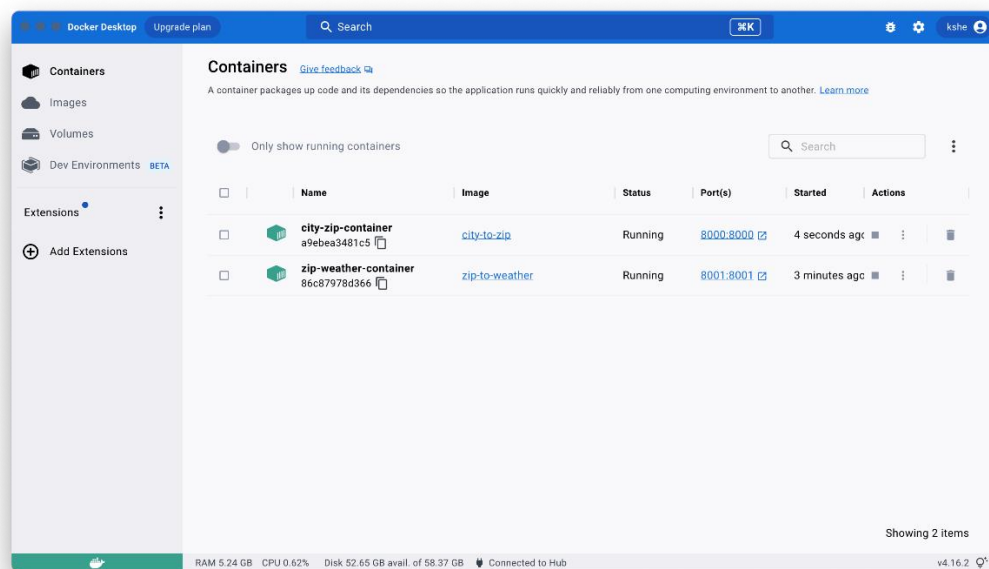 Docker Desktop Upgrade plan Search ⌘K kshe
Containers
Images
Volumes
Dev Environments BETA
Extensions
Add Extensions
Containers Give feedback
A container packages up code and its dependencies so the application runs quickly and reliably from one computing environment to another. Learn more
Only show running containers Search
Name Image Status Port(s) Started Actions
city-zip-container
a9ebea3481c5 city-to-zip Running 8000:8000 4 seconds agc
zip-weather-container
86c87978d366 zip-to-weather Running 8001:8001 3 minutes agc
Showing 2 items
RAM 5.24 GB CPU 0.62% Disk 52.65 GB avail. of 58.37 GB Connected to Hub v4.16.2